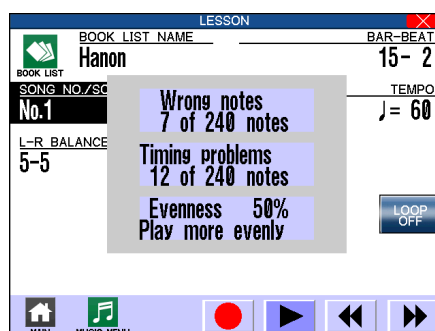 LESSON
BOOK LIST NAME
BAR-BEAT
Hanon
15- 2
BOOK LIST
SONG NO./SO
TEMPO
No.1
♩= 60
L-R BALANCE
5-5
Wrong notes
7 of 240 notes
Timing problems
12 of 240 notes
Evenness 50%
Play more evenly
LOOP
OFF
MAIN
MUSIC MENU